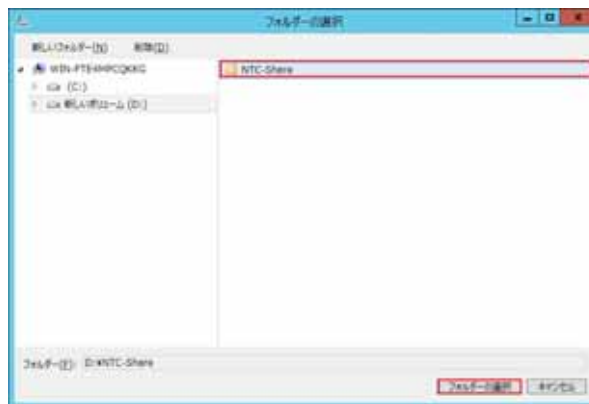 フォルダーの選択
新しいフォルダー(N) 削除(D)
NTC-Share
(C:)
新しいボリューム (D:)
フォルダー(F): D:¥NTC-Share
フォルダーの選択 キャンセル